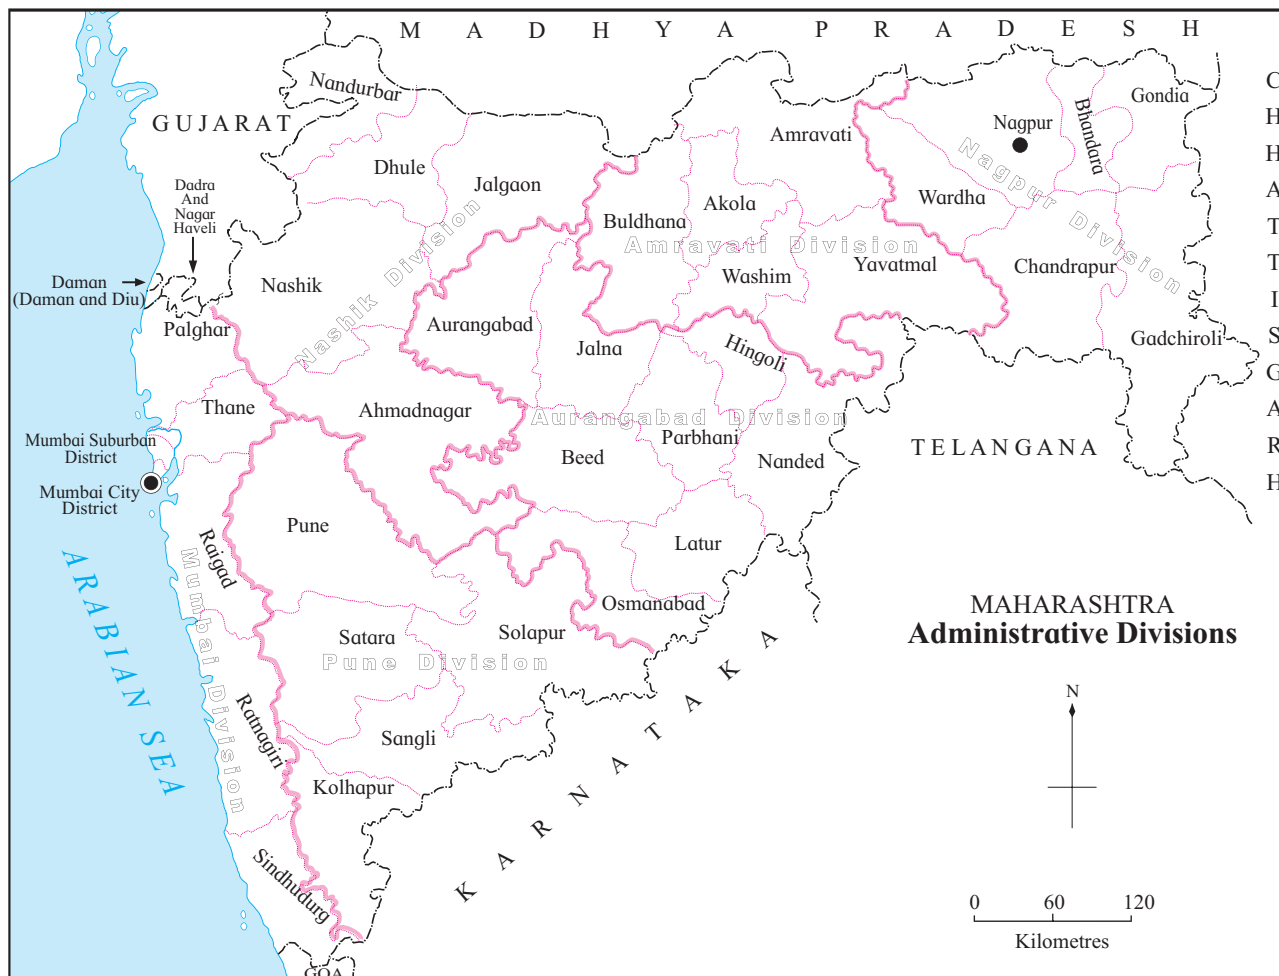 M A D H Y A P R A D E S H
C H H A T T I S G A R H
GUJARAT
Nandurbar
Dhule
Jalgaon
Amravati
Nagpur
Bhandara
Gondia
Dadra
And
Nagar
Haveli
Buldhana
Akola
Wardha
Nagpur Division
Nashik Division
Amravati Division
Daman
(Daman and Diu)
Nashik
Washim
Yavatmal
Chandrapur
Palghar
Aurangabad
Jalna
Hingoli
Gadchiroli
Thane
Ahmadnagar
Aurangabad Division
Mumbai Suburban
District
Beed
Parbhani
Nanded
TELANGANA
Mumbai City
District
Pune
Raigad
Latur
ARABIAN SEA
Mumbai Division
Osmanabad
Satara
Solapur
Pune Division
MAHARASHTRA
Administrative Divisions
Ratnagiri
Sangli
Kolhapur
K A R N A T A K A
N
Sindhudurg
GOA
0 60 120
Kilometres